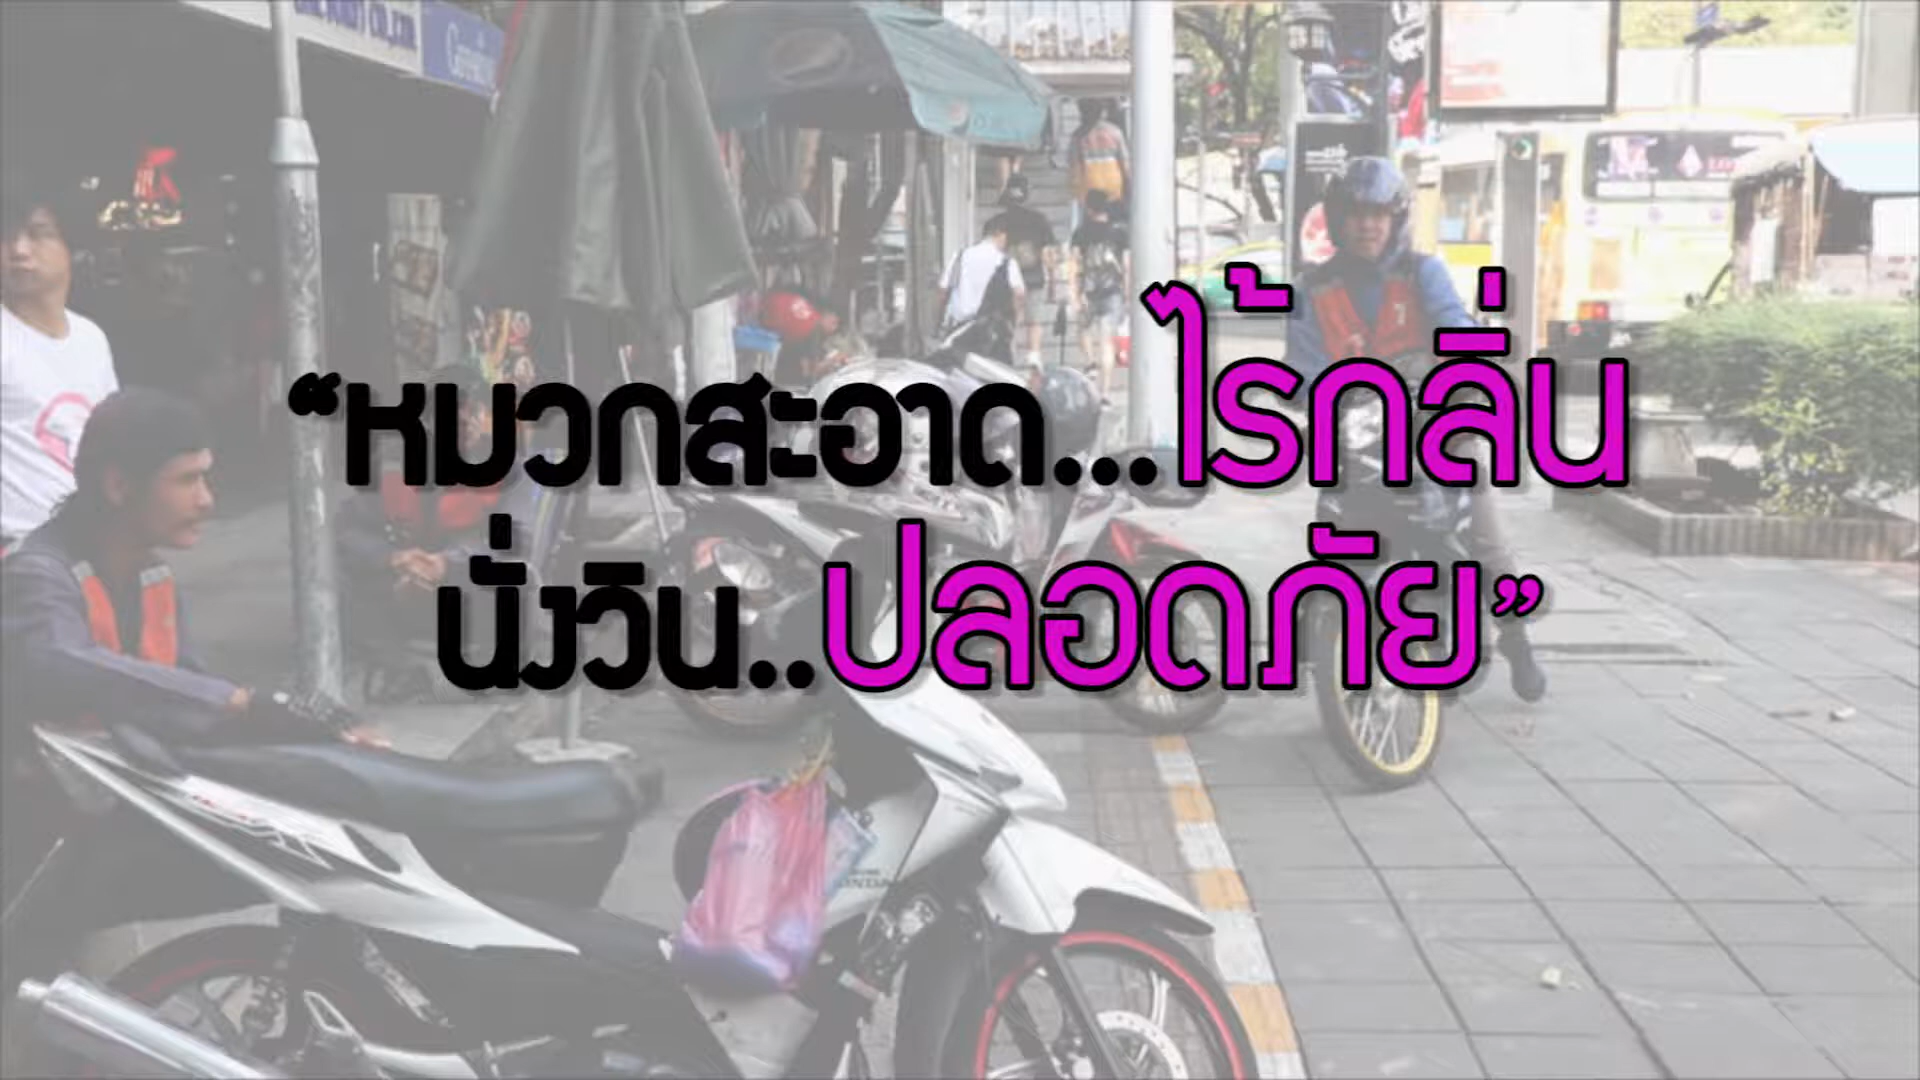 “หมวกสะอาด...ไร้กลิ่น
นั่งวิน..ปลอดภัย”